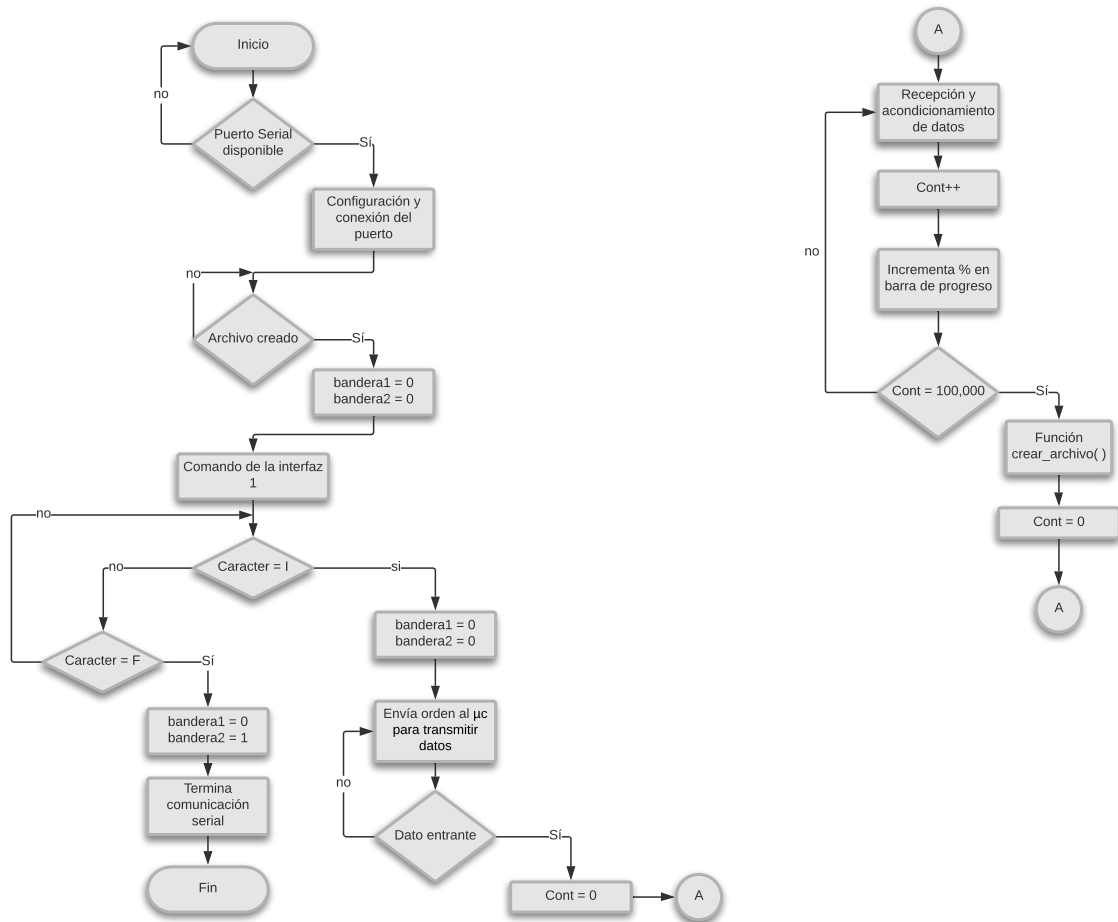 Inicio
no
Puerto Serial
disponible
Sí
Configuración y
conexión del
puerto
no
Archivo creado
Sí
bandera1 = 0
bandera2 = 0
Comando de la interfaz
1
no
Caracter = I
no
si
Caracter = F
Sí
bandera1 = 0
bandera2 = 1
Termina
comunicación
serial
Fin
bandera1 = 0
bandera2 = 0
Envía orden al µc
para transmitir
datos
no
Dato entrante
Sí
Cont = 0
A
A
Recepción y
acondicionamiento
de datos
Cont++
no
Incrementa % en
barra de progreso
Cont = 100,000
Sí
Función
crear_archivo( )
Cont = 0
A